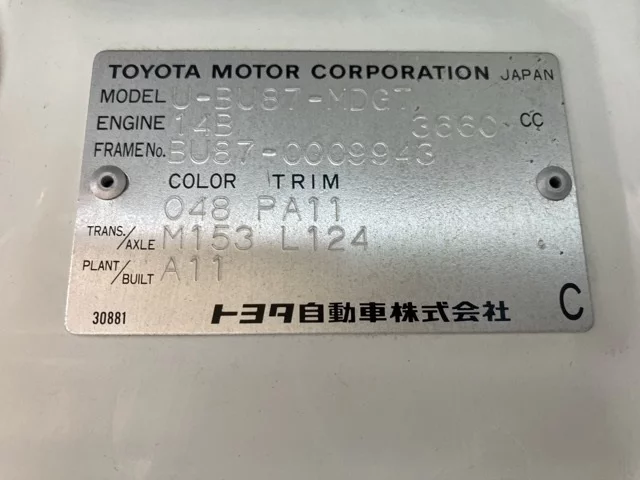 TOYOTA MOTOR CORPORATION JAPAN
MODEL U-BU87-MDGT
ENGINE 14B 3660 CC
FRAME No. BU87-0009943
COLOR TRIM
048 PA11
TRANS./AXLE M153 L124
PLANT/BUILT A11
30881 トヨタ自動車株式会社 C